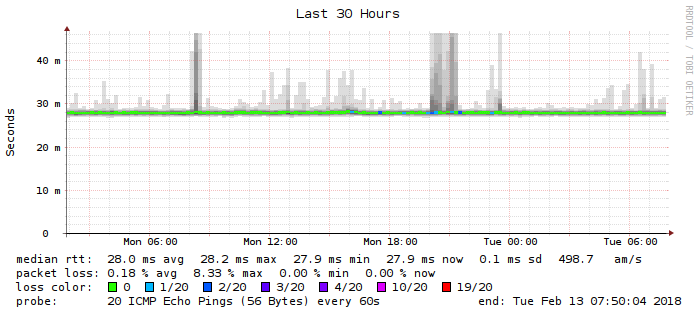 Last 30 Hours
RRDTOOL / TOBI OETIKER
Seconds
40 m
30 m
20 m
10 m
0
Mon 06:00 Mon 12:00 Mon 18:00 Tue 00:00 Tue 06:00
median rtt: 28.0 ms avg 28.2 ms max 27.9 ms min 27.9 ms now 0.1 ms sd 498.7 am/s
packet loss: 0.18 % avg 8.33 % max 0.00 % min 0.00 % now
loss color: 0 1/20 2/20 3/20 4/20 10/20 19/20
probe: 20 ICMP Echo Pings (56 Bytes) every 60s end: Tue Feb 13 07:50:04 2018